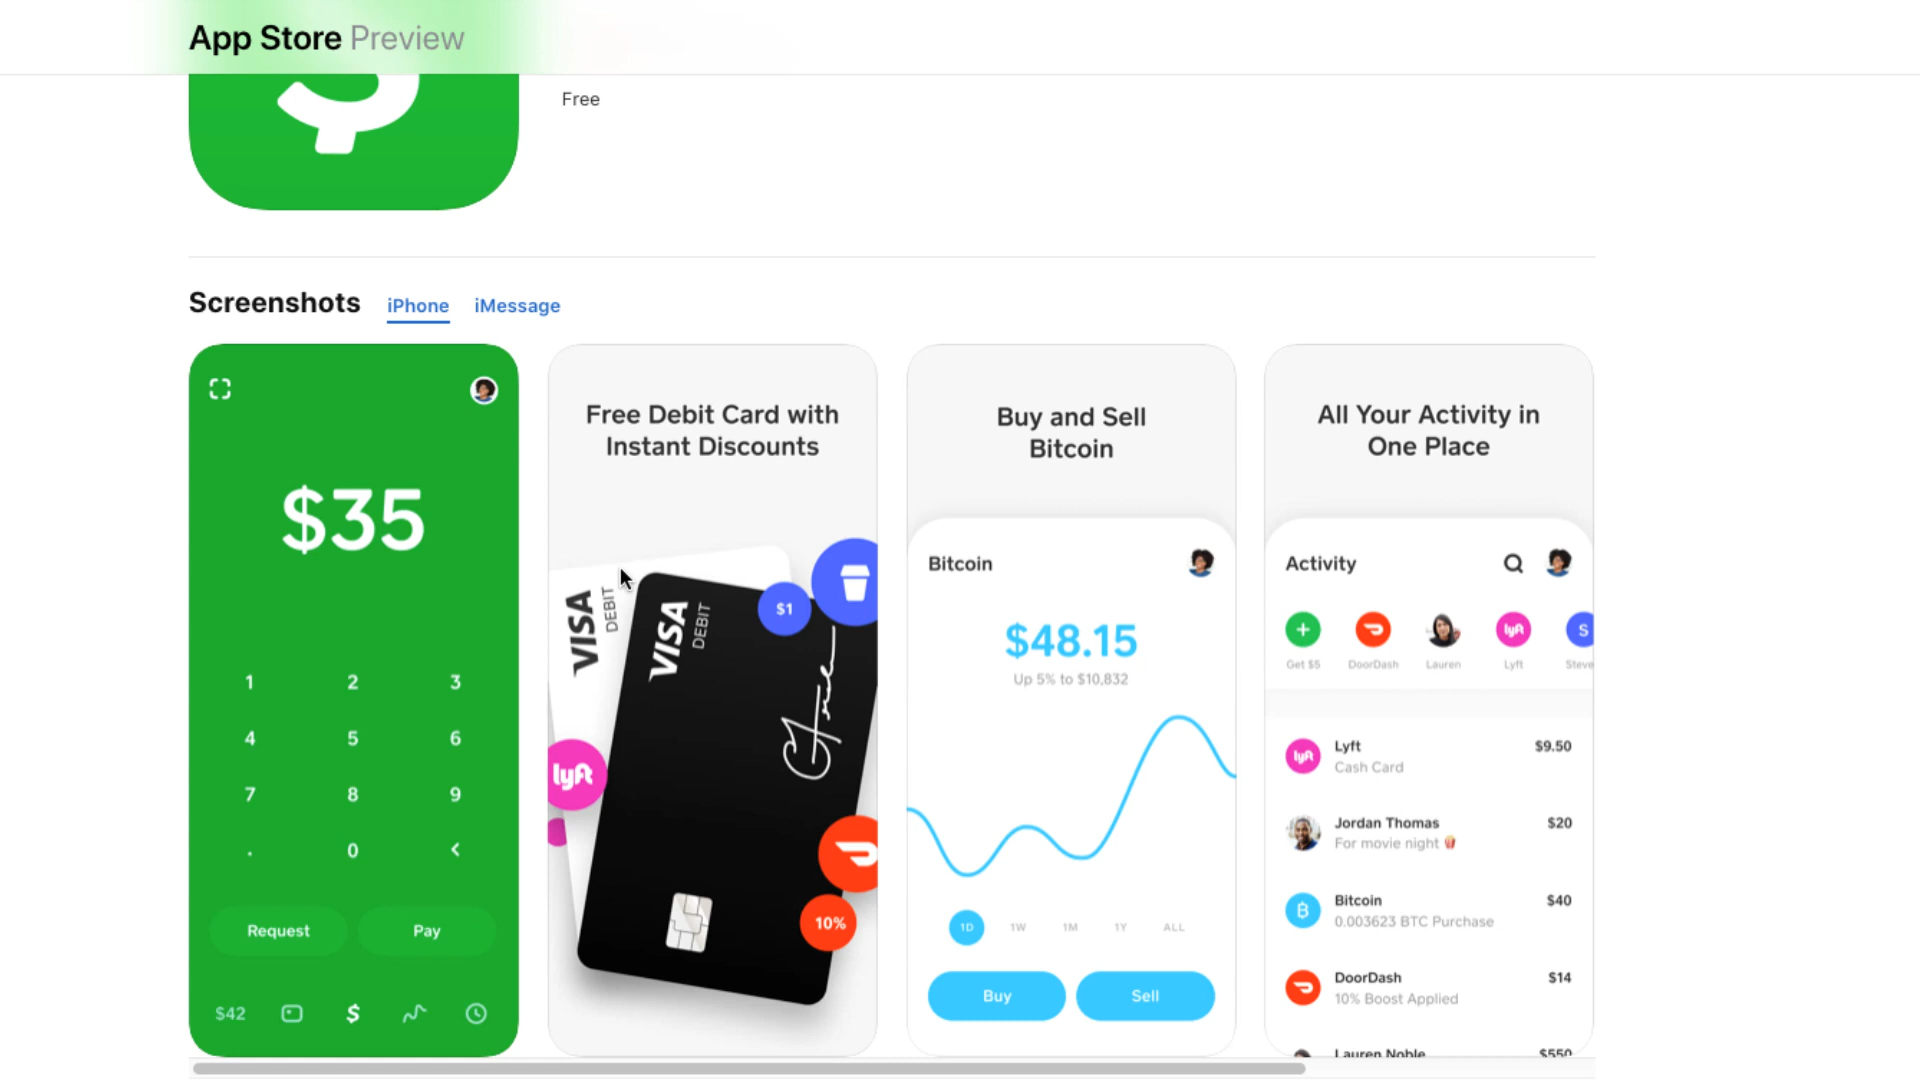 App Store Preview
Free
Screenshots iPhone iMessage
$35
1 2 3
4 5 6
7 8 9
. 0 <
Request Pay
$42 $
Free Debit Card with
Instant Discounts
VISA
DEBIT
VISA
DEBIT
$1
lyft
10%
Buy and Sell
Bitcoin
Bitcoin
$48.15
Up 5% to $10,832
1D 1W 1M 1Y ALL
Buy Sell
All Your Activity in
One Place
Activity
lyft S
Get $5 DoorDash Lauren Lyft Steve
lyft Lyft $9.50
Cash Card
Jordan Thomas $20
For movie night 🍿
Bitcoin $40
0.003623 BTC Purchase
DoorDash $14
10% Boost Applied
Lauren Noble $550